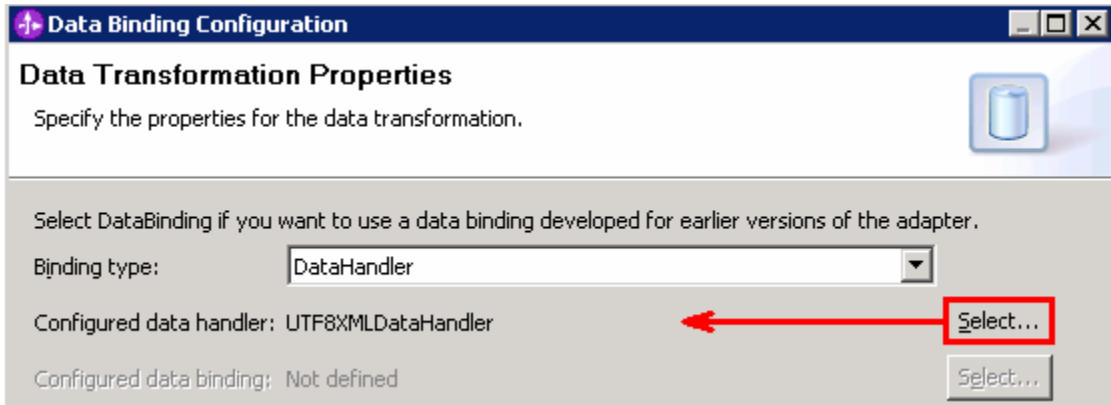 Data Binding Configuration
Data Transformation Properties
Specify the properties for the data transformation.
Select DataBinding if you want to use a data binding developed for earlier versions of the adapter.
Binding type: DataHandler
Configured data handler: UTF8XMLDataHandler Select...
Configured data binding: Not defined Select...